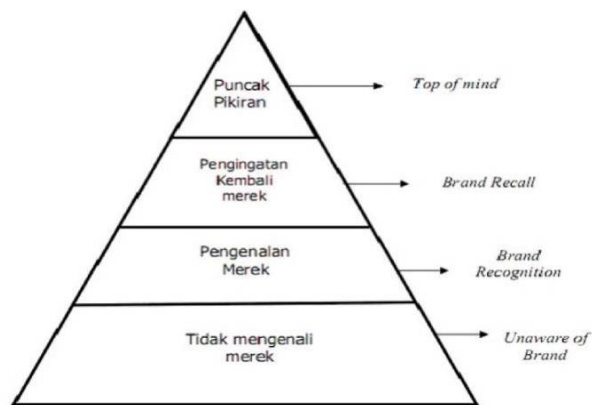 Puncak
Pikiran
Top of mind
Pengingatan
Kembali
merek
Brand Recall
Pengenalan
Merek
Brand
Recognition
Tidak mengenali
merek
Unaware of
Brand